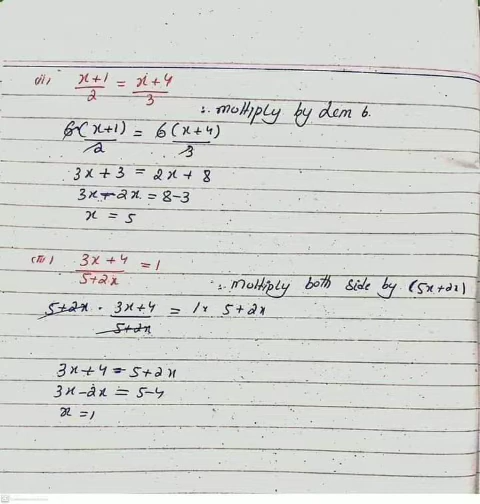 (ii) x+1/2 = x+4/3
∴ multiply by Lcm 6.
6(x+1)/2 = 6(x+4)/3
3x + 3 = 2x + 8
3x - 2x = 8-3
x = 5
(iii) 3x+4/5+2x = 1
∴ multiply both side by (5x+2x)
5+2x · 3x+4/5+2x = 1x 5+2x
3x+4 = 5+2x
3x-2x = 5-4
x = 1